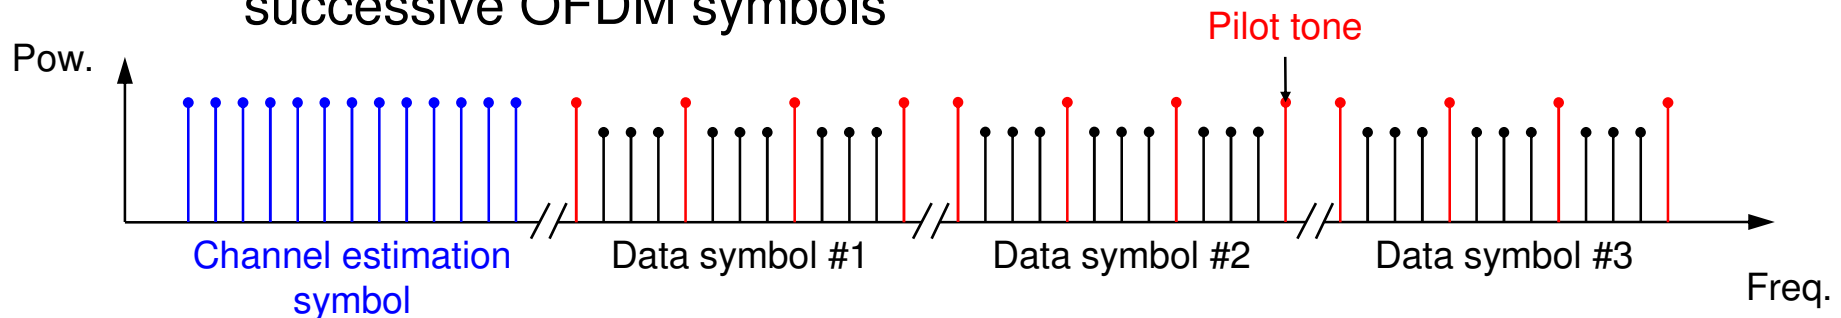 successive OFDM symbols
Pilot tone
Pow.
Channel estimation
symbol
Data symbol #1
Data symbol #2
Data symbol #3
Freq.